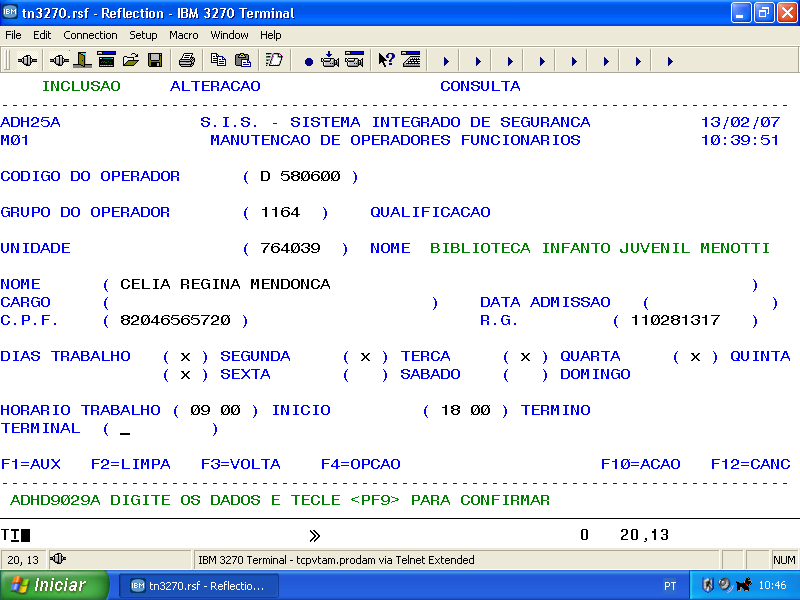 tn3270.rsf - Reflection - IBM 3270 Terminal
File Edit Connection Setup Macro Window Help
INCLUSAO ALTERACAO CONSULTA
ADH25A S.I.S. - SISTEMA INTEGRADO DE SEGURANCA 13/02/07
M01 MANUTENCAO DE OPERADORES FUNCIONARIOS 10:39:51
CODIGO DO OPERADOR ( D 580600 )
GRUPO DO OPERADOR ( 1164 ) QUALIFICACAO
UNIDADE ( 764039 ) NOME BIBLIOTECA INFANTO JUVENIL MENOTTI
NOME ( CELIA REGINA MENDONCA )
CARGO ( ) DATA ADMISSAO ( )
C.P.F. ( 82046565720 ) R.G. ( 110281317 )
DIAS TRABALHO ( x ) SEGUNDA ( x ) TERCA ( x ) QUARTA ( x ) QUINTA
( x ) SEXTA ( ) SABADO ( ) DOMINGO
HORARIO TRABALHO ( 09 00 ) INICIO ( 18 00 ) TERMINO
TERMINAL ( _ )
F1=AUX F2=LIMPA F3=VOLTA F4=OPCAO F10=ACAO F12=CANC
ADHD9029A DIGITE OS DADOS E TECLE <PF9> PARA CONFIRMAR
TI 0 20,13
20, 13 IBM 3270 Terminal - tcpvtam.prodam via Telnet Extended NUM
Iniciar tn3270.rsf - Reflectio... PT 10:46